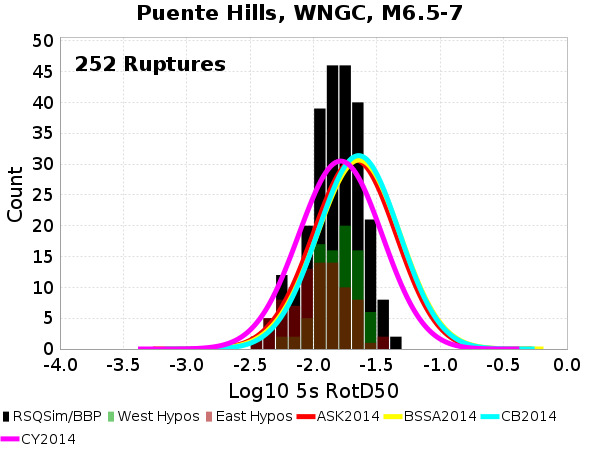 Puente Hills, WNGC, M6.5-7
252 Ruptures
Count
50
45
40
35
30
25
20
15
10
5
0
-4.0 -3.5 -3.0 -2.5 -2.0 -1.5 -1.0 -0.5 0.0
Log10 5s RotD50
RSQSim/BBP West Hypos East Hypos ASK2014 BSSA2014 CB2014
CY2014